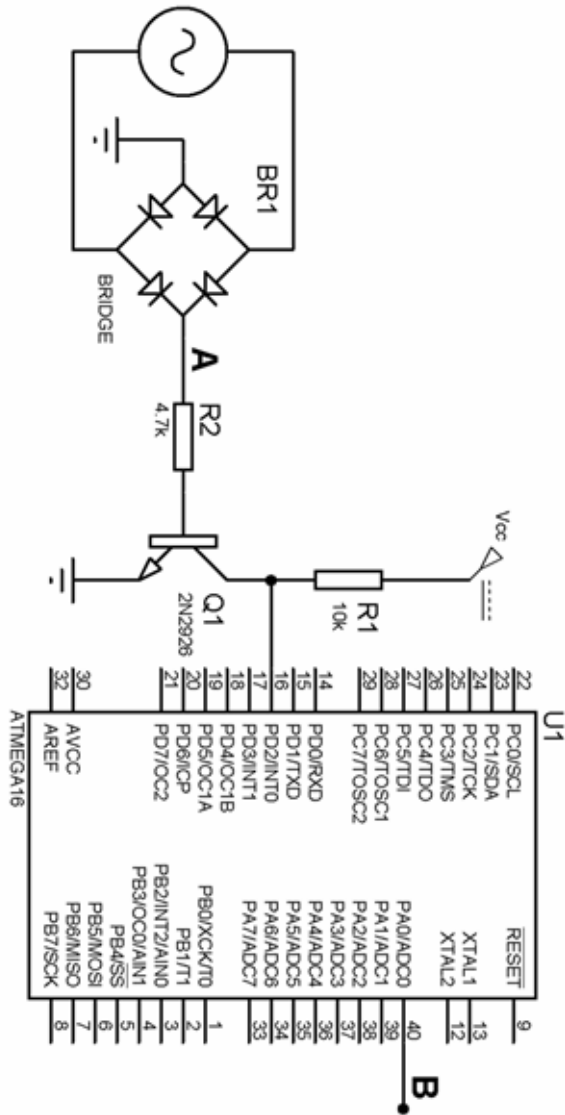 BR1
BRIDGE
A
R2
4.7k
Q1
2N2926
Vcc
R1
10k
U1
22 PC0/SCL
23 PC1/SDA
24 PC2/TCK
25 PC3/TMS
26 PC4/TDO
27 PC5/TDI
28 PC6/TOSC1
29 PC7/TOSC2
14 PD0/RXD
15 PD1/TXD
16 PD2/INT0
17 PD3/INT1
18 PD4/OC1B
19 PD5/OC1A
20 PD6/ICP
21 PD7/OC2
30 AVCC
32 AREF
RESET 9
XTAL1 13
XTAL2 12
PA0/ADC0 40
PA1/ADC1 39
PA2/ADC2 38
PA3/ADC3 37
PA4/ADC4 36
PA5/ADC5 35
PA6/ADC6 34
PA7/ADC7 33
PB0/XCK/T0 1
PB1/T1 2
PB2/INT2/AIN0 3
PB3/OC0/AIN1 4
PB4/SS 5
PB5/MOSI 6
PB6/MISO 7
PB7/SCK 8
ATMEGA16
B